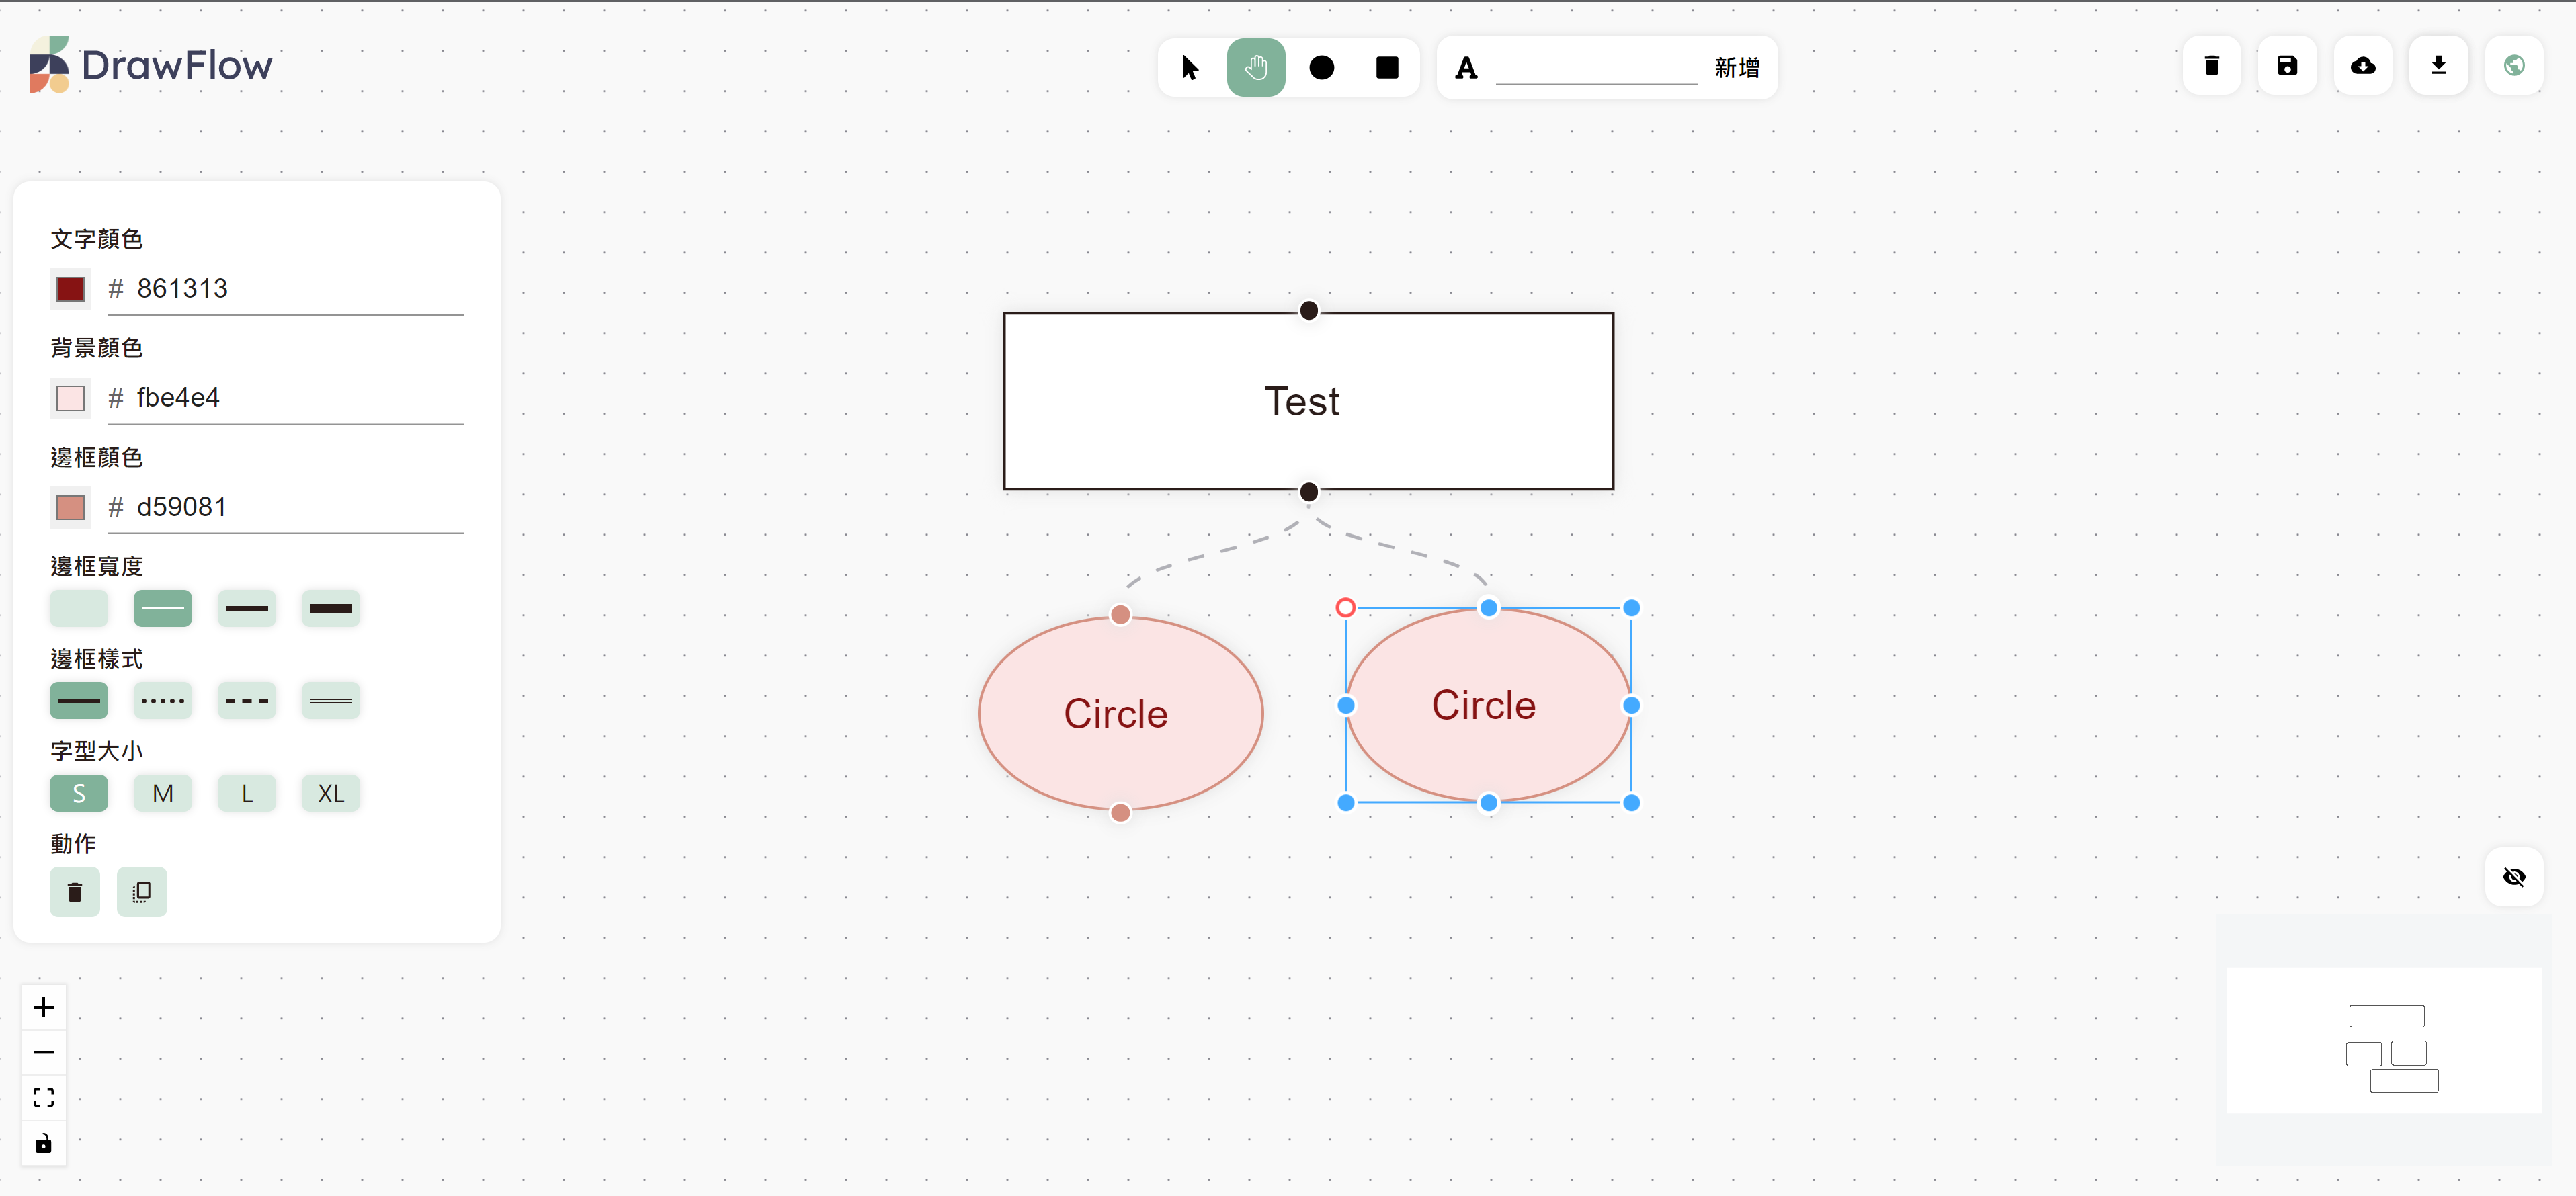 DrawFlow
A
新增
文字顏色
# 861313
背景顏色
# fbe4e4
邊框顏色
# d59081
邊框寬度
邊框樣式
字型大小
S M L XL
動作
Test
Circle
Circle